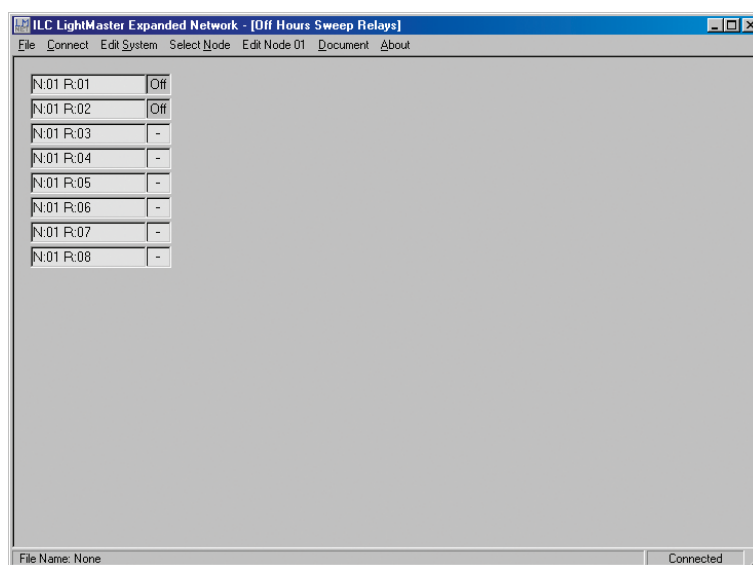 ILC LightMaster Expanded Network - [Off Hours Sweep Relays]
File Connect Edit System Select Node Edit Node 01 Document About
N:01 R:01 Off
N:01 R:02 Off
N:01 R:03 -
N:01 R:04 -
N:01 R:05 -
N:01 R:06 -
N:01 R:07 -
N:01 R:08 -
File Name: None Connected